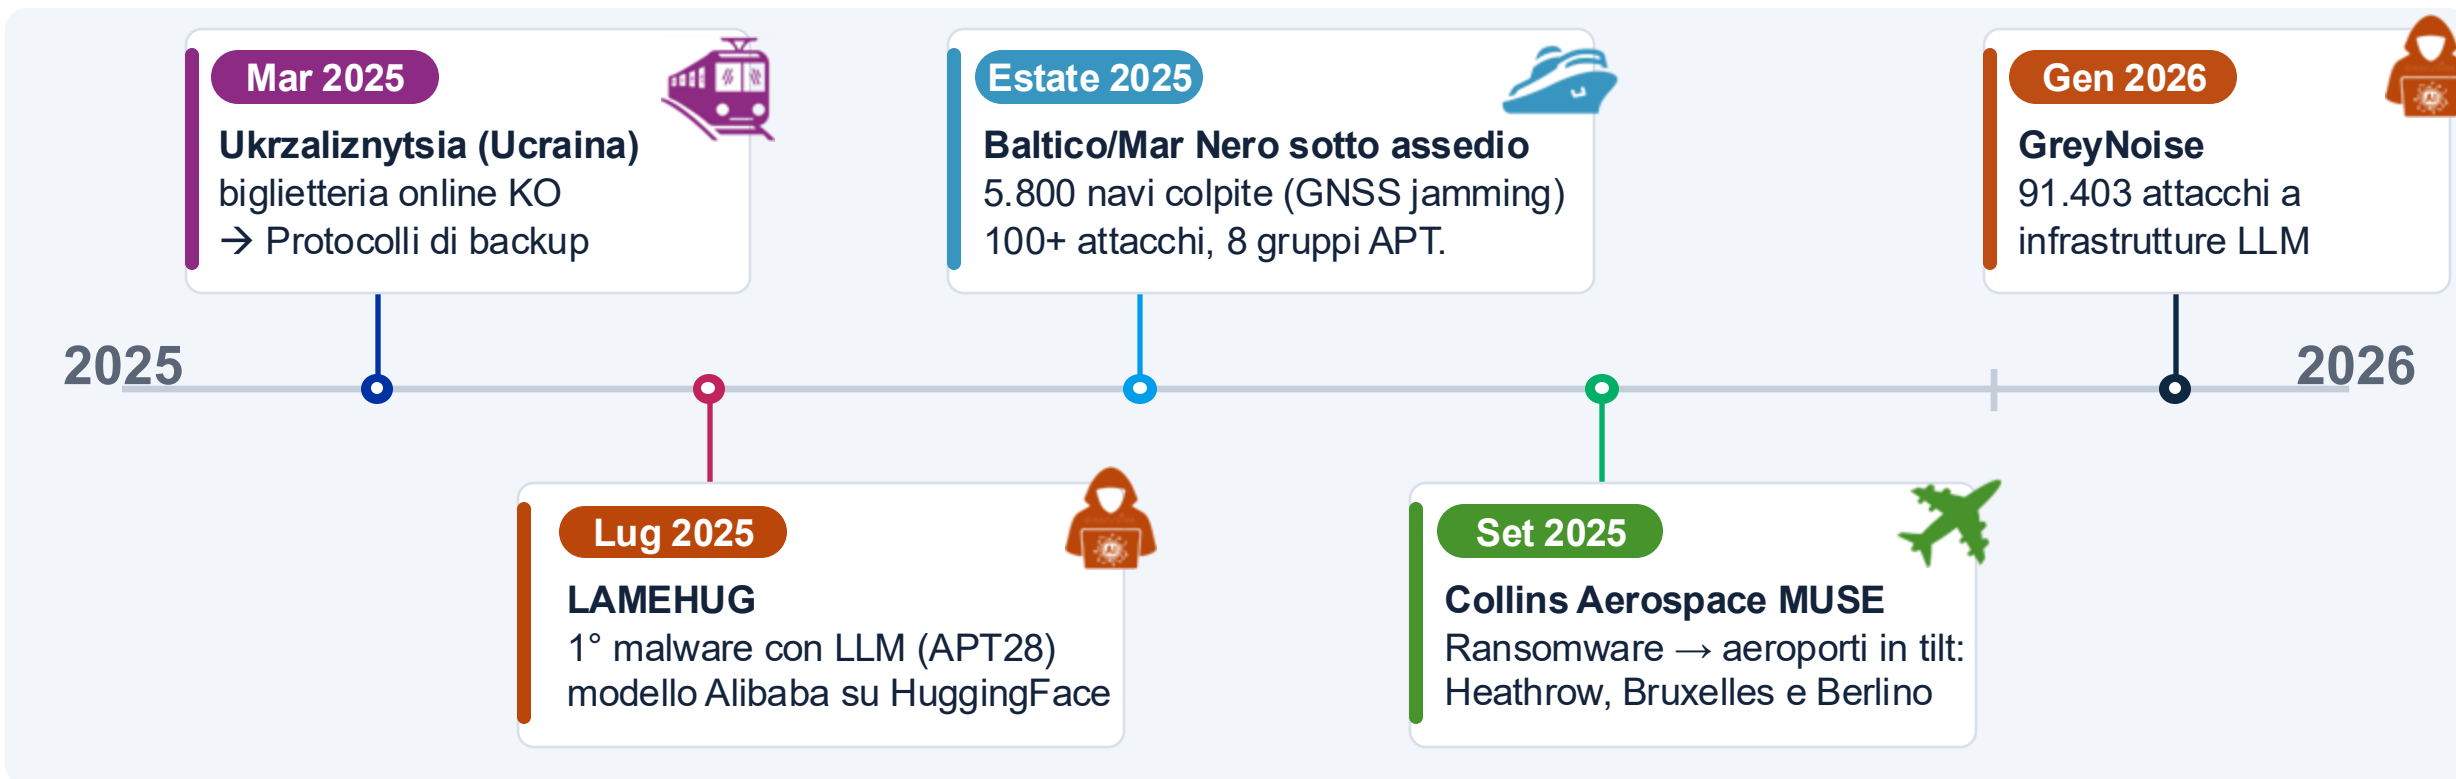 Mar 2025
Ukrzaliznytsia (Ucraina)
biglietteria online KO
→ Protocolli di backup
Estate 2025
Baltico/Mar Nero sotto assedio
5.800 navi colpite (GNSS jamming)
100+ attacchi, 8 gruppi APT.
Gen 2026
GreyNoise
91.403 attacchi a
infrastrutture LLM
2025
2026
Lug 2025
LAMEHUG
1° malware con LLM (APT28)
modello Alibaba su HuggingFace
Set 2025
Collins Aerospace MUSE
Ransomware → aeroporti in tilt:
Heathrow, Bruxelles e Berlino